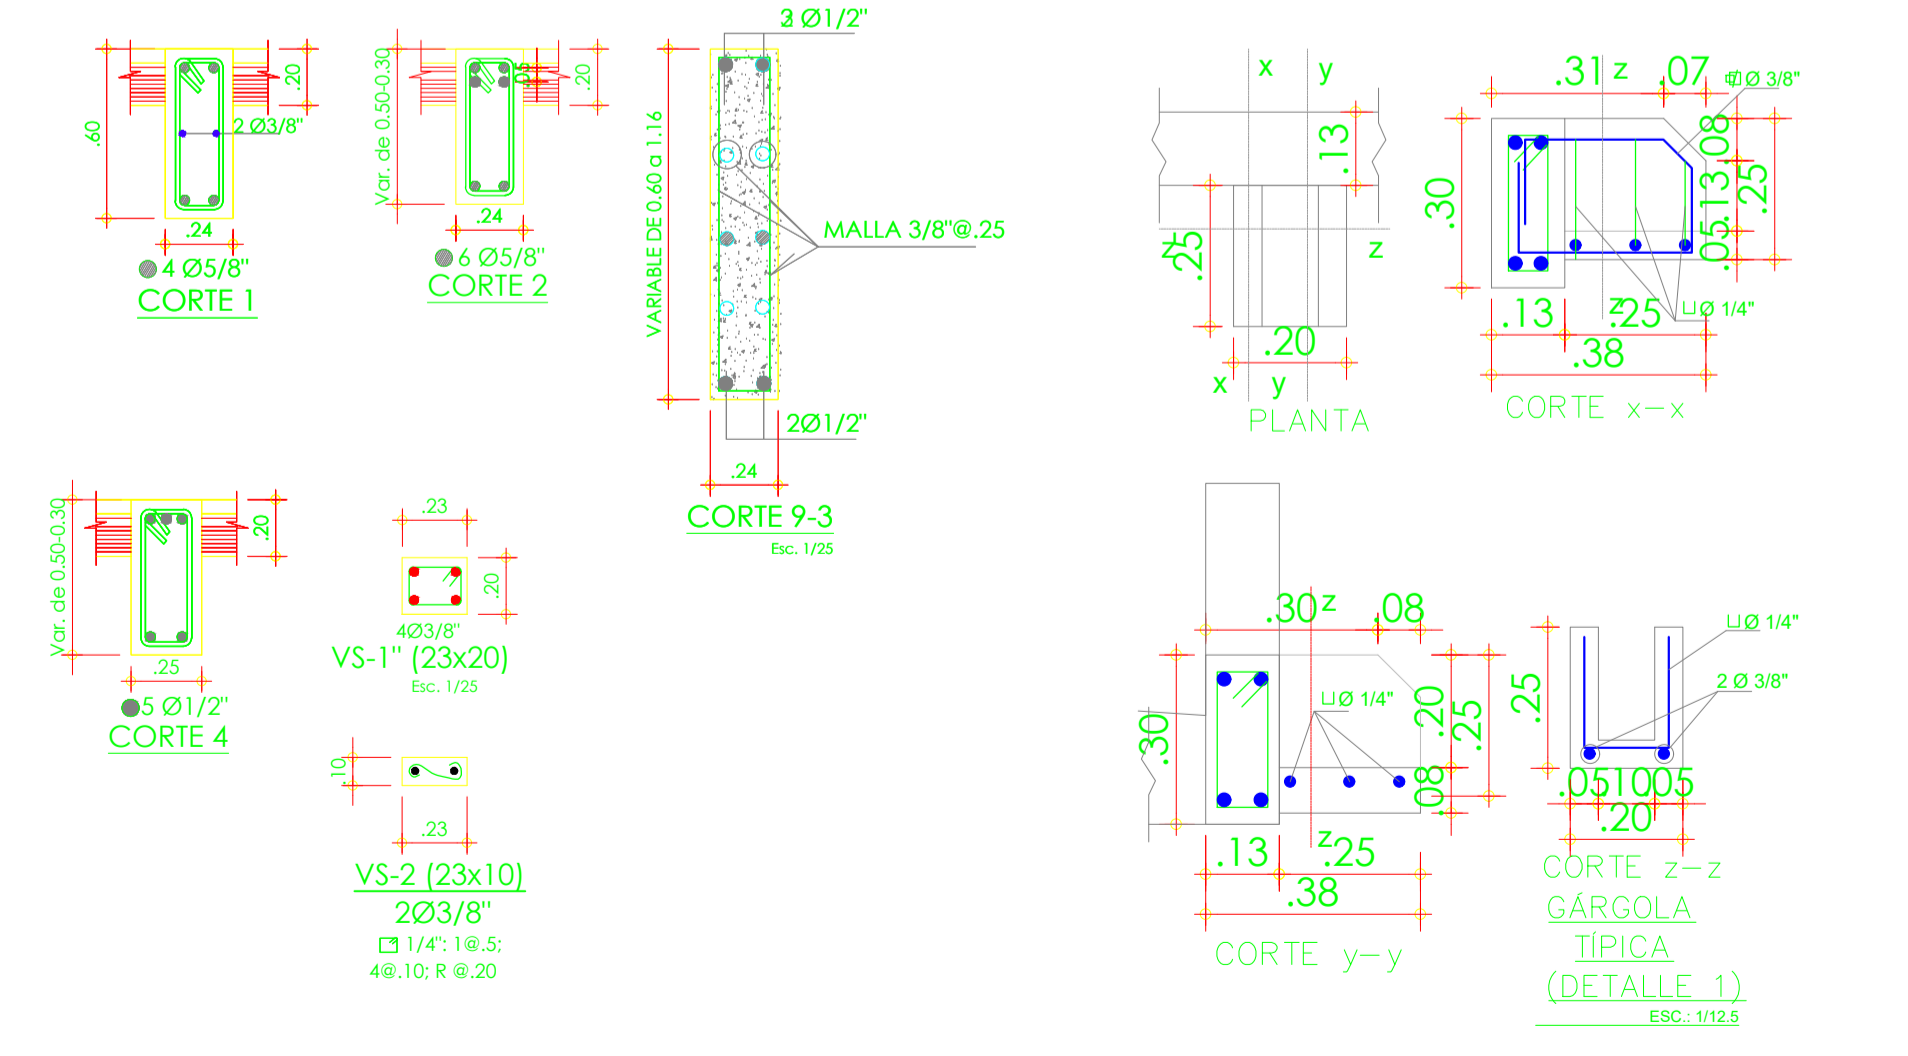 .60
.20
2 Ø3/8"
.24
4 Ø5/8"
CORTE 1
Var. de 0.50-0.30
.05
.20
.24
6 Ø5/8"
CORTE 2
Ø1/2"
VARIABLE DE 0.60 a 1.16
MALLA 3/8"@.25
2Ø1/2"
.24
CORTE 9-3
Esc. 1/25
x
y
.13
z
z
.25
.20
x
y
PLANTA
.31
z
.07
Ø 3/8"
.30
.08
.13
.05
.25
Ø 1/4"
.13
z
.25
.38
CORTE x-x
Var. de 0.50-0.30
.20
.25
5 Ø1/2"
CORTE 4
.23
.20
4Ø3/8"
VS-1" (23x20)
Esc. 1/25
.10
.23
VS-2 (23x10)
2Ø3/8"
1/4": 1@.5;
4@.10; R @.20
.30
z
.08
.30
Ø 1/4"
.20
.25
.08
.13
z
.25
.38
CORTE y-y
.25
Ø 1/4"
2 Ø 3/8"
.05
.10
.05
.20
CORTE z-z
GÁRGOLA
TÍPICA
(DETALLE 1)
ESC.: 1/12.5